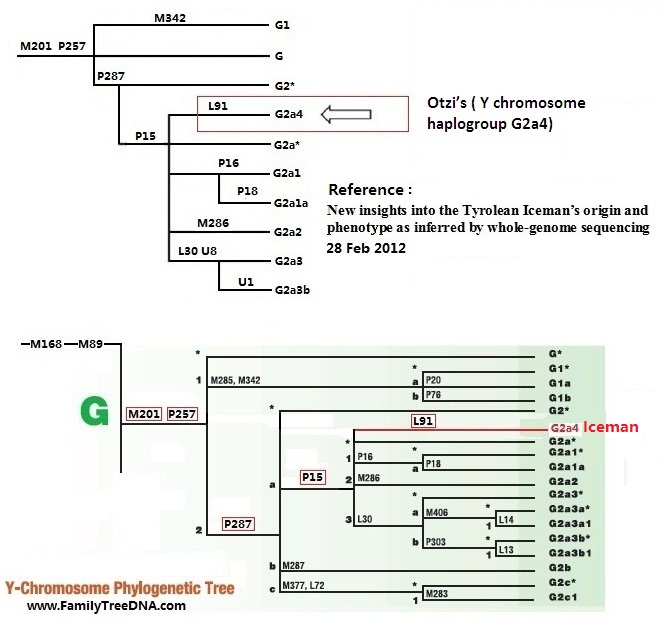 M342
G1
M201 P257
G
P287
G2*
L91
G2a4
Otzi's ( Y chromosome
haplogroup G2a4)
P15
G2a*
P16
G2a1
P18
G2a1a
Reference :
New insights into the Tyrolean Iceman's origin and
phenotype as inferred by whole-genome sequencing
28 Feb 2012
M286
G2a2
L30 U8
G2a3
U1
G2a3b
M168
M89
*
G*
1
M285, M342
*
G1*
a
P20
G1a
b
P76
G1b
G
M201
P257
*
G2*
L91
G2a4 Iceman
*
G2a*
1
P16
*
G2a1*
a
P18
G2a1a
a
P15
2
M286
G2a2
*
G2a3*
a
M406
*
G2a3a*
1
L14
G2a3a1
3
L30
2
P287
b
P303
*
G2a3b*
1
L13
G2a3b1
b
M287
G2b
c
M377, L72
*
G2c*
1
M283
G2c1
Y-Chromosome Phylogenetic Tree
www.FamilyTreeDNA.com